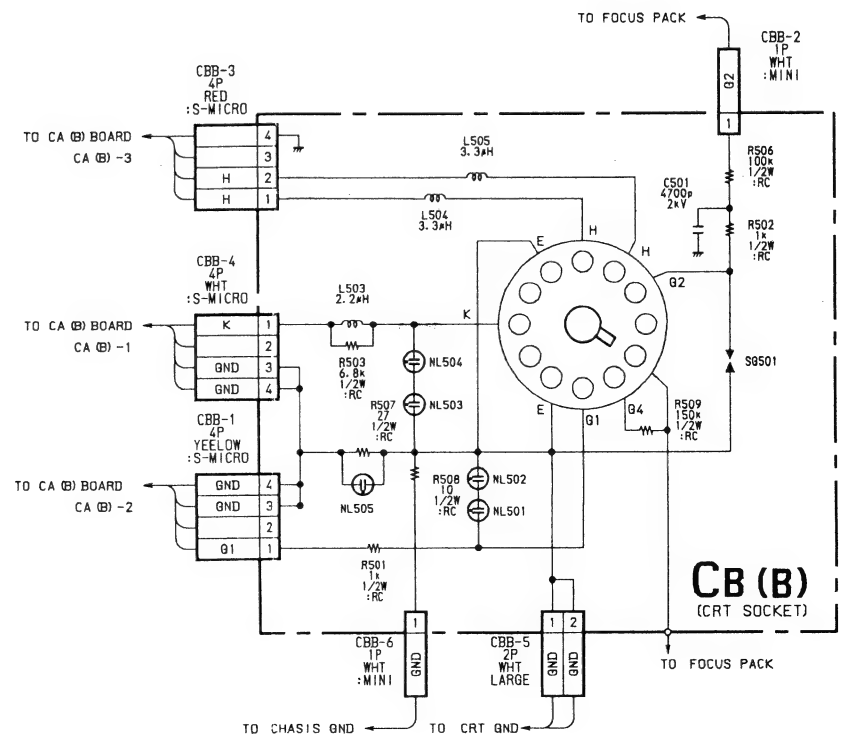 TO FOCUS PACK
CBB-2
1P
WHT
:MINI
G2
1
CBB-3
4P
RED
:S-MICRO
TO CA (B) BOARD
CA (B) -3
4
3
H 2
H 1
L505
3.3μH
L504
3.3μH
R506
100k
1/2W
:RC
C501
4700p
2kV
R502
1k
1/2W
:RC
E
H
H
G2
K
E
G1
G4
SG501
CBB-4
4P
WHT
:S-MICRO
TO CA (B) BOARD
CA (B) -1
K 1
2
GND 3
GND 4
L503
2.2μH
R503
6.8k
1/2W
:RC
NL504
NL503
R507
27
1/2W
:RC
R509
150k
1/2W
:RC
CBB-1
4P
YEELOW
:S-MICRO
TO CA (B) BOARD
CA (B) -2
GND 4
GND 3
2
G1 1
NL505
R508
10
1/2W
:RC
NL502
NL501
R501
1k
1/2W
:RC
CB (B)
(CRT SOCKET)
1
GND
CBB-6
1P
WHT
:MINI
1 2
GND GND
CBB-5
2P
WHT
LARGE
TO FOCUS PACK
TO CHASIS GND
TO CRT GND